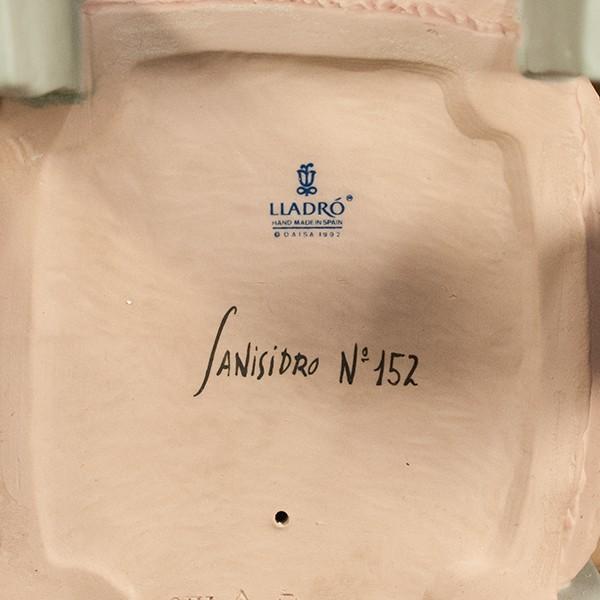 LLADRÓ
HAND MADE IN SPAIN
© DAISA 1992
SANISIDRO Nº 152